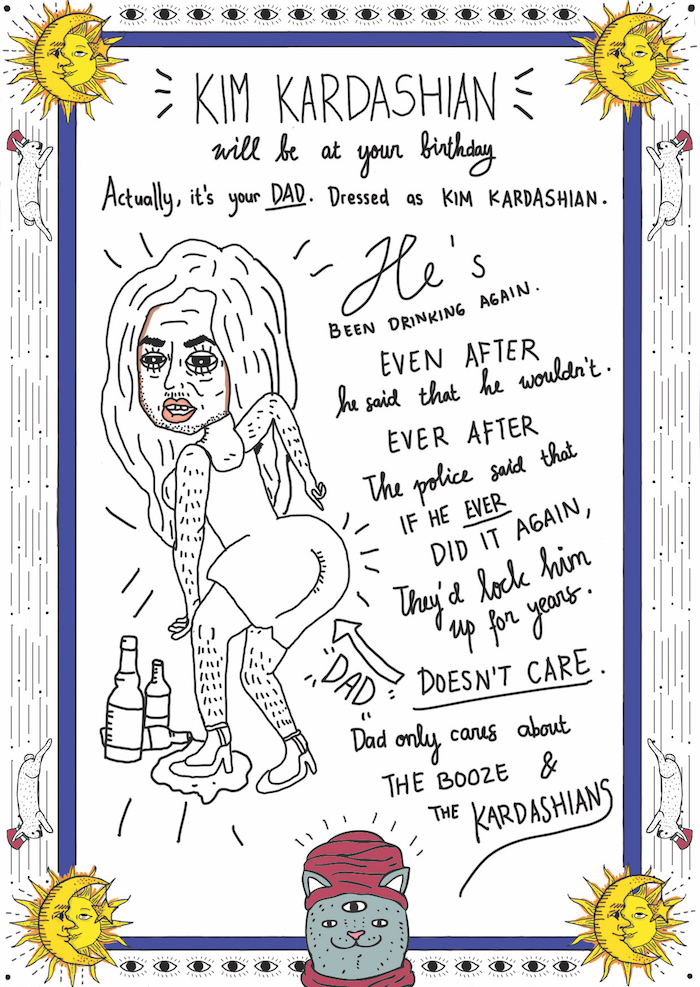 KIM KARDASHIAN
will be at your birthday
Actually, it's your DAD. Dressed as KIM KARDASHIAN.
He's
BEEN DRINKING AGAIN.
EVEN AFTER
he said that he wouldn't.
EVER AFTER
The police said that
IF HE EVER
DID IT AGAIN,
They'd lock him
up for years.
"DAD"
DOESN'T CARE.
Dad only cares about
THE BOOZE &
THE KARDASHIANS